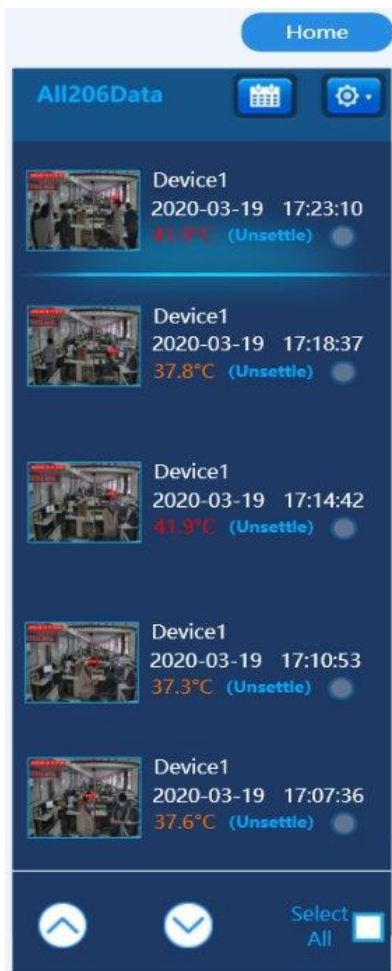 Home
All206Data
Device1
2020-03-19 17:23:10
41.9°C (Unsettle)
Device1
2020-03-19 17:18:37
37.8°C (Unsettle)
Device1
2020-03-19 17:14:42
41.9°C (Unsettle)
Device1
2020-03-19 17:10:53
37.3°C (Unsettle)
Device1
2020-03-19 17:07:36
37.6°C (Unsettle)
Select
All